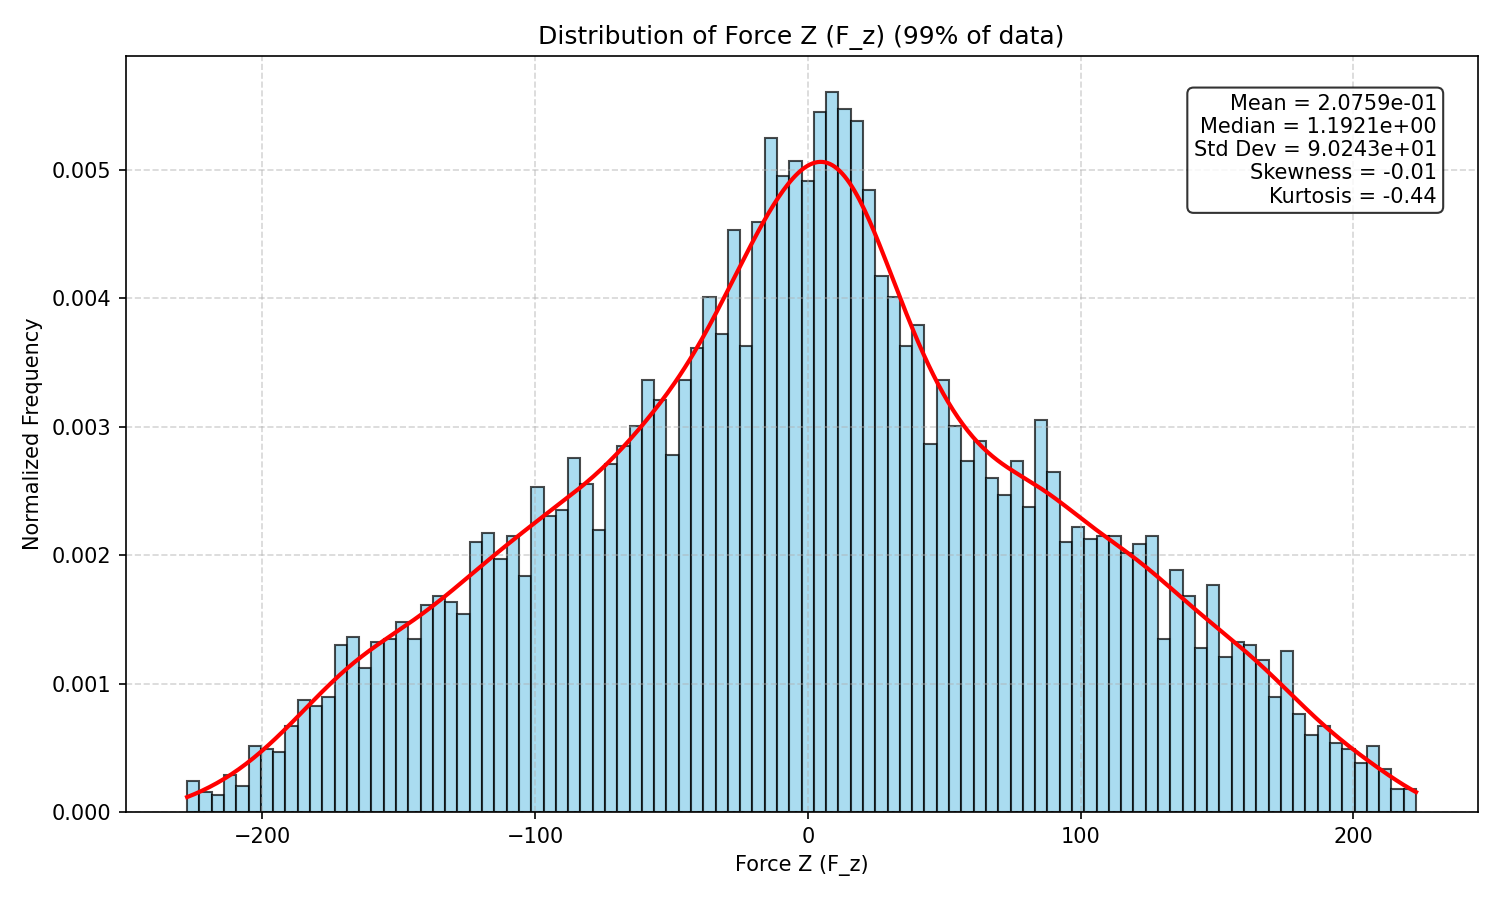 Distribution of Force Z (F_z) (99% of data)
Mean = 2.0759e-01
Median = 1.1921e+00
Std Dev = 9.0243e+01
Skewness = -0.01
Kurtosis = -0.44
Normalized Frequency
0.005
0.004
0.003
0.002
0.001
0.000
−200
−100
0
100
200
Force Z (F_z)